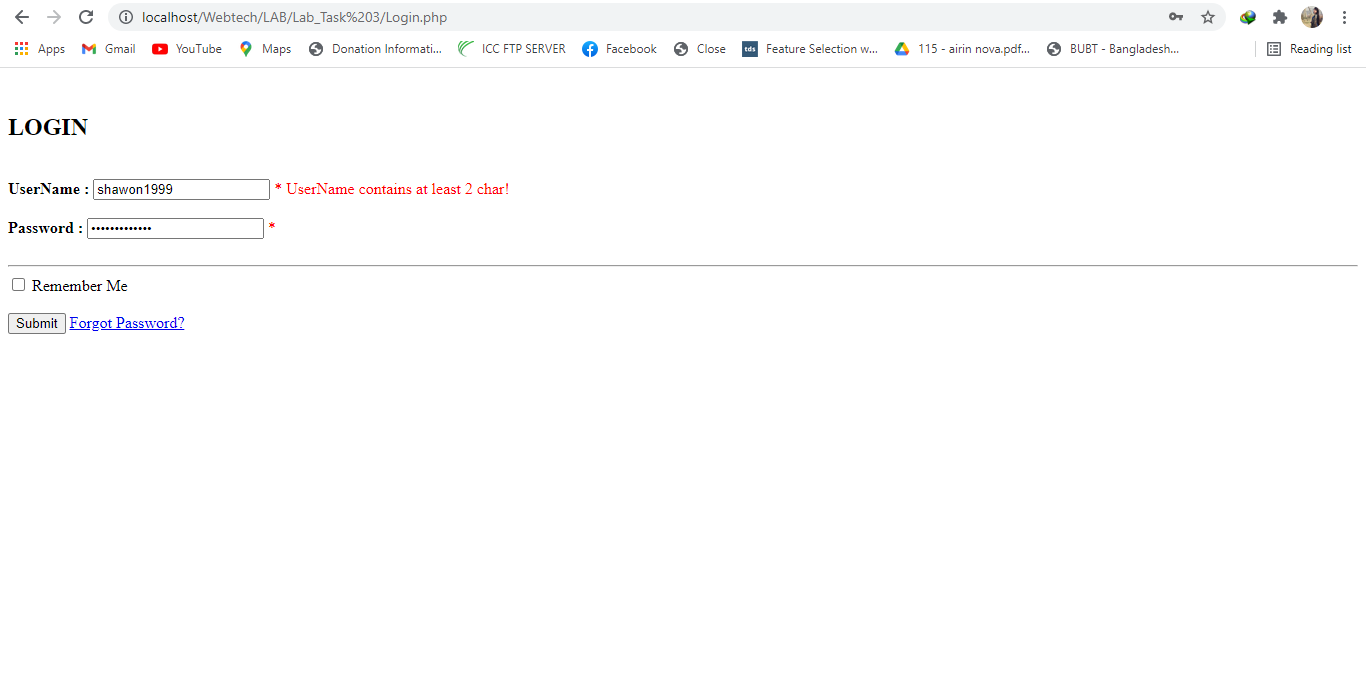 localhost/Webtech/LAB/Lab_Task%203/Login.php
Apps Gmail YouTube Maps Donation Informati... ICC FTP SERVER Facebook Close tds Feature Selection w... 115 - airin nova.pdf... BUBT - Bangladesh... Reading list
LOGIN
UserName : shawon1999 * UserName contains at least 2 char!
Password : ••••••••••••• *
Remember Me
Submit Forgot Password?